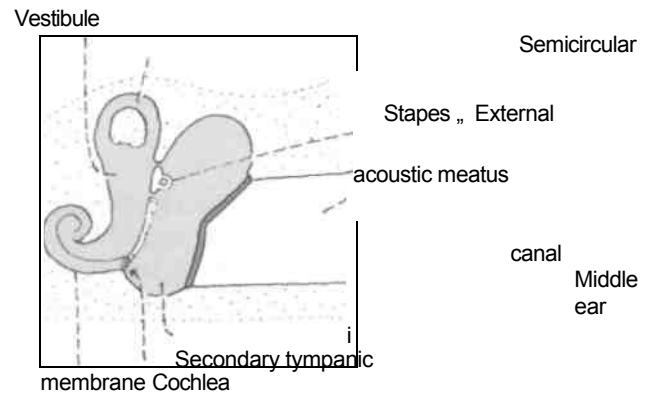 Vestibule
Semicircular
Stapes „ External
acoustic meatus
canal
Middle
ear
i
Secondary tympanic
membrane Cochlea